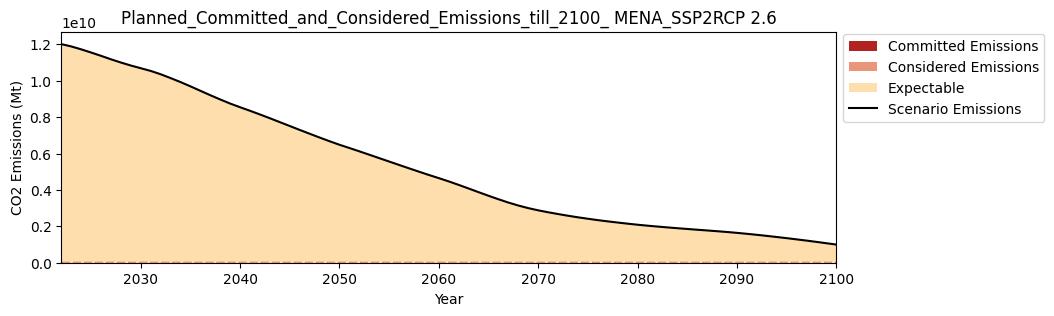 Planned_Committed_and_Considered_Emissions_till_2100_ MENA_SSP2RCP 2.6
1e10
1.2
1.0
0.8
0.6
0.4
0.2
0.0
CO2 Emissions (Mt)
2030 2040 2050 2060 2070 2080 2090 2100
Year
Committed Emissions
Considered Emissions
Expectable
Scenario Emissions